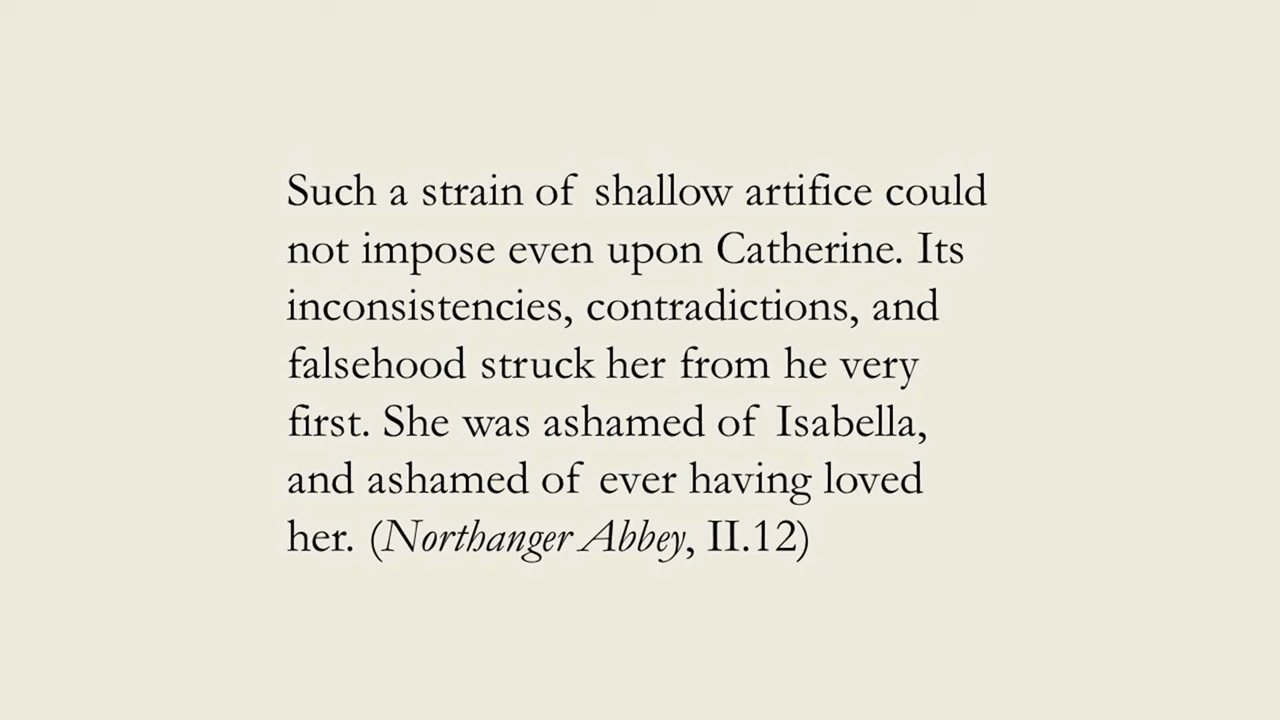 Such a strain of shallow artifice could
not impose even upon Catherine. Its
inconsistencies, contradictions, and
falsehood struck her from he very
first. She was ashamed of Isabella,
and ashamed of ever having loved
her. (Northanger Abbey, II.12)